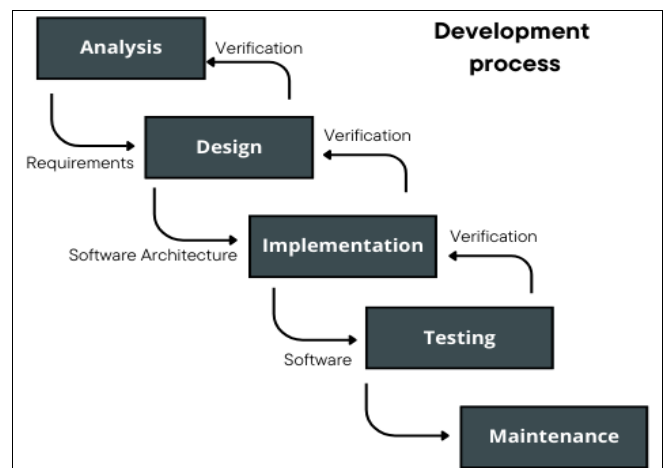 Development
process
Analysis
Verification
Requirements
Design
Verification
Software Architecture
Implementation
Verification
Software
Testing
Maintenance